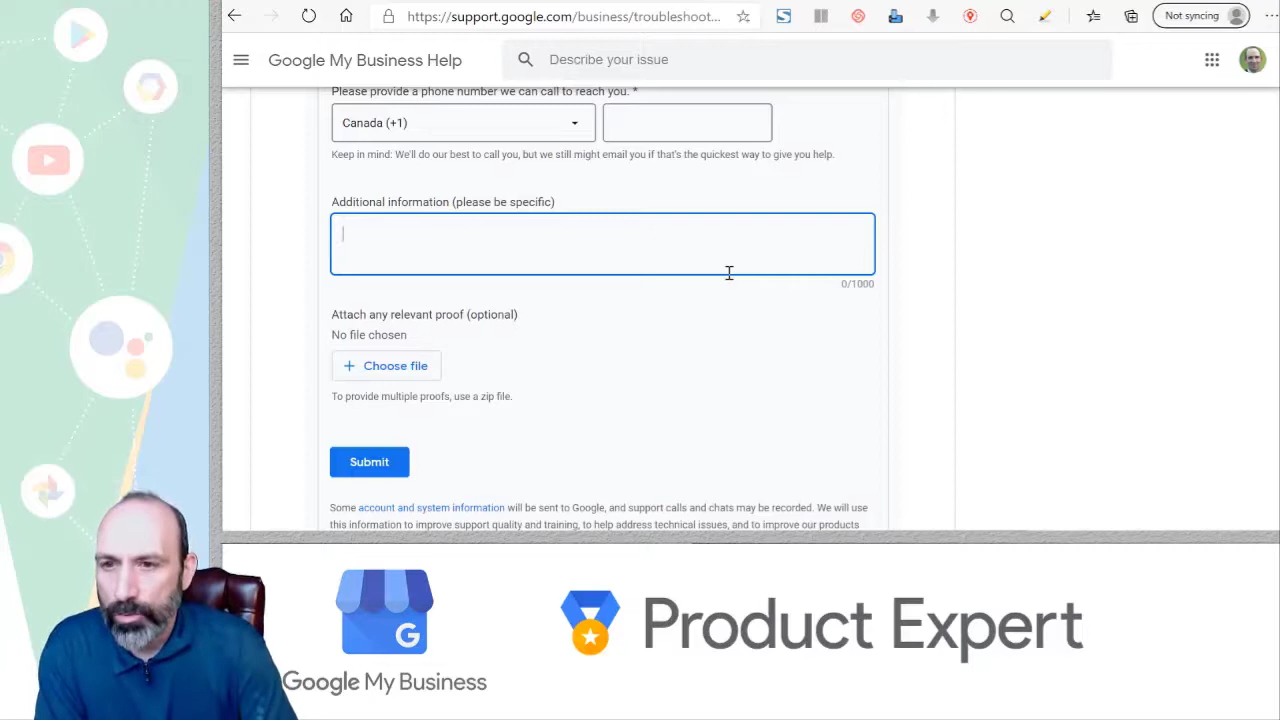 https://support.google.com/business/troubleshoot...
Not syncing
Google My Business Help
Describe your issue
Please provide a phone number we can call to reach you. *
Canada (+1)
Keep in mind: We'll do our best to call you, but we still might email you if that's the quickest way to give you help.
Additional information (please be specific)
0/1000
Attach any relevant proof (optional)
No file chosen
+ Choose file
To provide multiple proofs, use a zip file.
Submit
Some account and system information will be sent to Google, and support calls and chats may be recorded. We will use
this information to improve support quality and training, to help address technical issues, and to improve our products
G
Product Expert
Google My Business